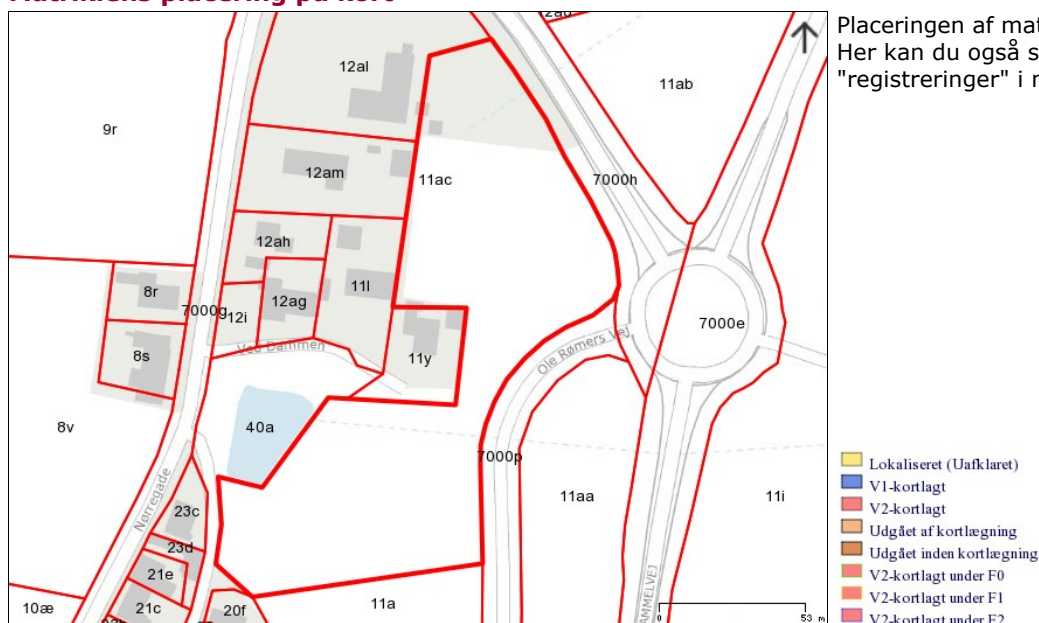 Placeringen af mat
Her kan du også s
"registreringer" i r
12al
11ab
9r
12am
11ac
7000h
12ah
8r
12ag
11l
7000g
12i
7000e
8s
Ved Dammen
11y
Ole Rømers Vej
8v
40a
7000p
11aa
11i
Nørregade
23c
23d
21e
10æ
21c
20f
11a
AMMELVEJ
0
53 m
Lokaliseret (Uafklaret)
V1-kortlagt
V2-kortlagt
Udgået af kortlægning
Udgået inden kortlægning
V2-kortlagt under F0
V2-kortlagt under F1
V2-kortlagt under F2